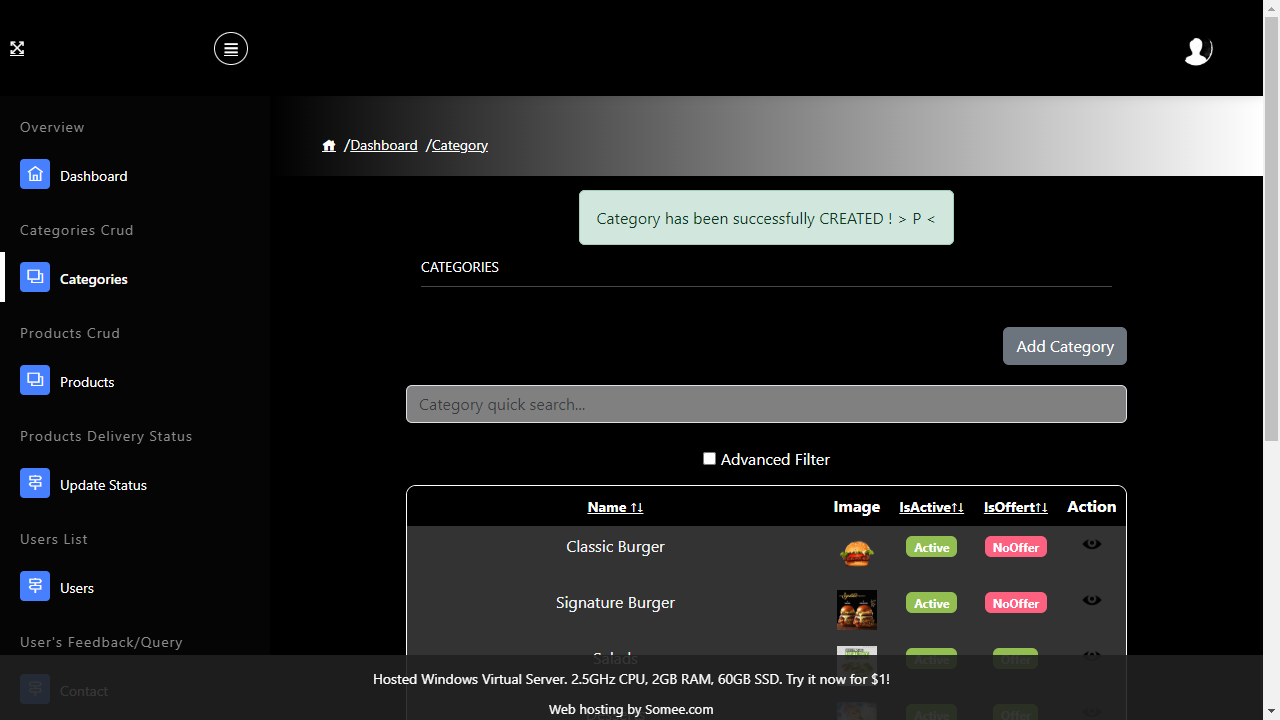 Overview
Dashboard
Categories Crud
Categories
Products Crud
Products
Products Delivery Status
Update Status
Users List
Users
User's Feedback/Query
Contact
/Dashboard /Category
Category has been successfully CREATED ! > P <
CATEGORIES
Add Category
Category quick search...
Advanced Filter
Name ↑↓ Image IsActive↑↓ IsOffert↑↓ Action
Classic Burger Active NoOffer
Signature Burger Active NoOffer
Salads Active Offer
Hosted Windows Virtual Server. 2.5GHz CPU, 2GB RAM, 60GB SSD. Try it now for $1!
Web hosting by Somee.com